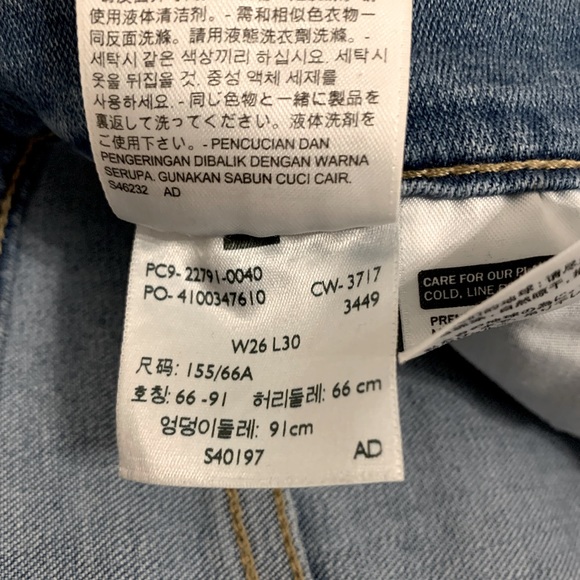 使用液体清洁剂。- 需和相似色衣物一
同反面洗滌。請用液態洗衣劑洗滌。-
세탁시 같은 색상끼리 하십시요. 세탁시
옷을 뒤집을 것. 중성 액체 세제를
사용하세요. - 同じ色物と一緒に製品を
裏返して洗ってください。液体洗剤を
ご使用下さい。- PENCUCIAN DAN
PENGERINGAN DIBALIK DENGAN WARNA
SERUPA. GUNAKAN SABUN CUCI CAIR.
S46232 AD
PC9- 22791-0040
PO- 4100347610
CW- 3717
3449
W26 L30
尺码: 155/66A
호칭: 66 -91 허리둘레: 66 cm
엉덩이둘레: 91cm
S40197 AD
CARE FOR OUR
COLD, LINE